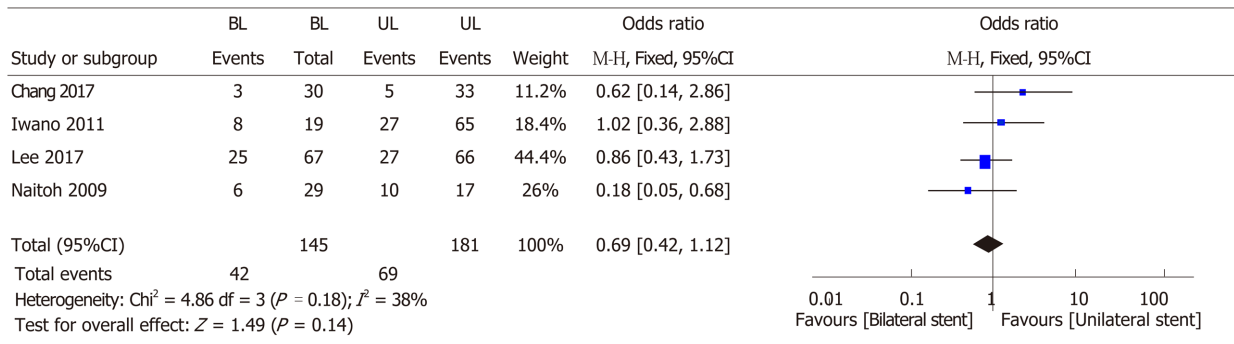 BL BL UL UL Odds ratio Odds ratio
Study or subgroup Events Total Events Total Weight M-H, Fixed, 95%CI M-H, Fixed, 95%CI
Chang 2017 3 30 5 33 11.2% 0.62 [0.14, 2.86]
Iwano 2011 8 19 27 65 18.4% 1.02 [0.36, 2.88]
Lee 2017 25 67 27 66 44.4% 0.86 [0.43, 1.73]
Naitoh 2009 6 29 10 17 26% 0.18 [0.05, 0.68]
Total (95%CI) 145 181 100% 0.69 [0.42, 1.12]
Total events 42 69
Heterogeneity: Chi² = 4.86 df = 3 (P = 0.18); I² = 38%
Test for overall effect: Z = 1.49 (P = 0.14)
0.01 0.1 1 10 100
Favours [Bilateral stent] Favours [Unilateral stent]